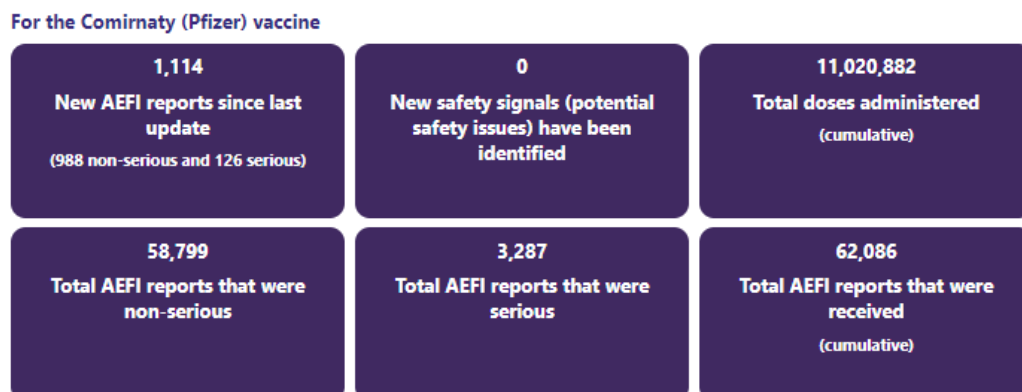 For the Comirnaty (Pfizer) vaccine
1,114
New AEFI reports since last
update
(988 non-serious and 126 serious)
0
New safety signals (potential
safety issues) have been
identified
11,020,882
Total doses administered
(cumulative)
58,799
Total AEFI reports that were
non-serious
3,287
Total AEFI reports that were
serious
62,086
Total AEFI reports that were
received
(cumulative)